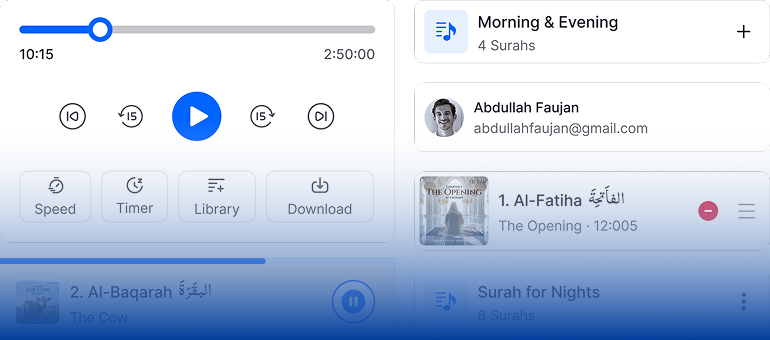 10:15 2:50:00
15 15
Speed
Timer
Library
Download
2. Al-Baqarah البقَرَة
The Cow
Morning & Evening
4 Surahs
Abdullah Faujan
abdullahfaujan@gmail.com
THE OPENING
1. Al-Fatiha الفَأتِحَِة
The Opening · 12:005
Surah for Nights
8 Surahs